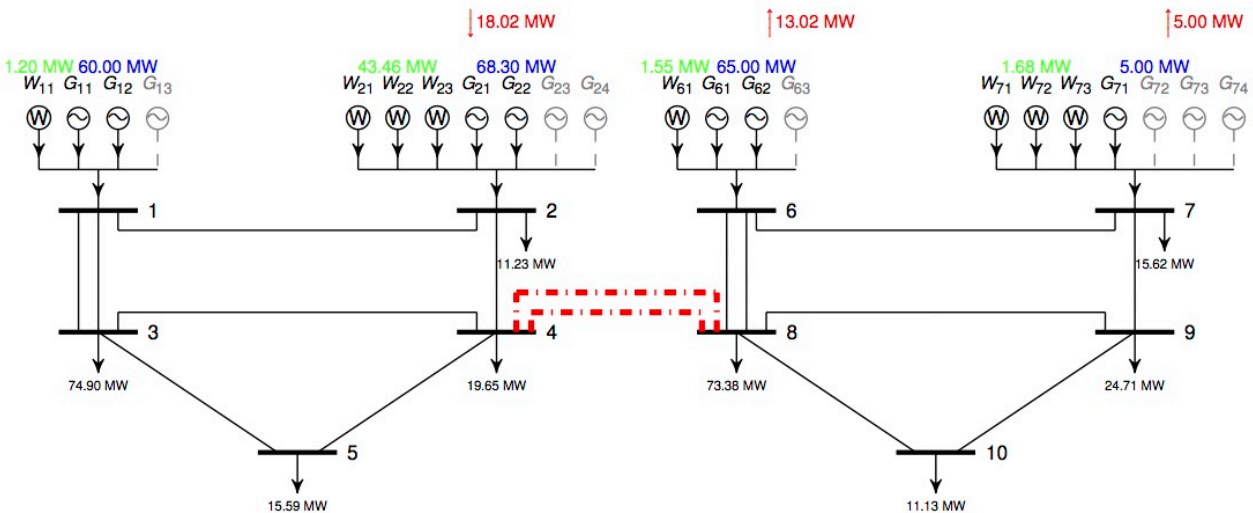 18.02 MW 13.02 MW 5.00 MW
1.20 MW 60.00 MW 43.46 MW 68.30 MW 1.55 MW 65.00 MW 1.68 MW 5.00 MW
W11 G11 G12 G13 W21 W22 W23 G21 G22 G23 G24 W61 G61 G62 G63 W71 W72 W73 G71 G72 G73 G74
W W W W W W W W
1 2 6 7
11.23 MW 15.62 MW
3 4 8 9
74.90 MW 19.65 MW 73.38 MW 24.71 MW
5 10
15.59 MW 11.13 MW